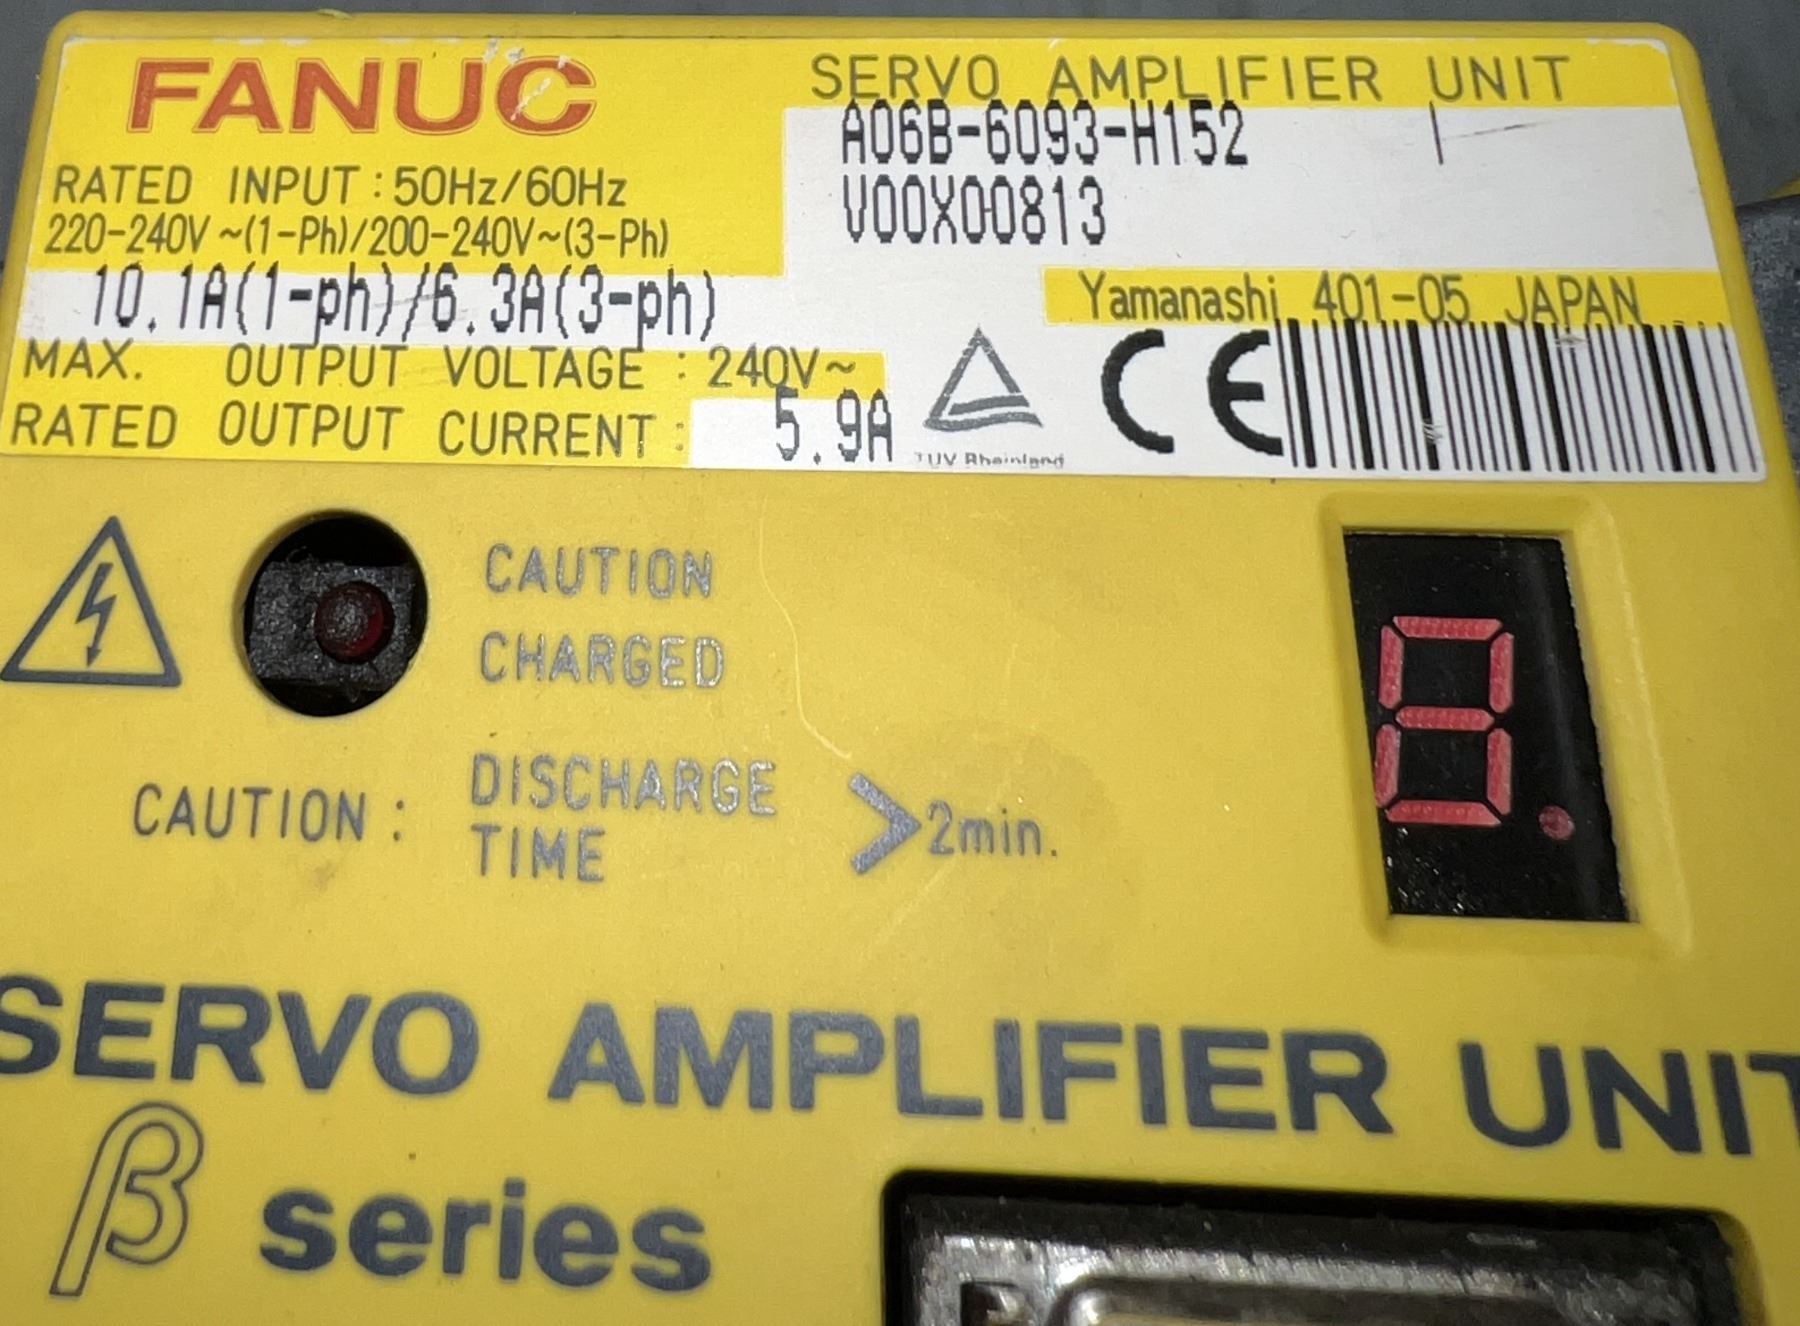 FANUC
SERVO AMPLIFIER UNIT
A06B-6093-H152
V00X00813
RATED INPUT : 50Hz/60Hz
220-240V ~(1-Ph)/200-240V~(3-Ph)
10.1A(1-ph)/6.3A(3-ph)
Yamanashi 401-05 JAPAN
MAX. OUTPUT VOLTAGE : 240V~
RATED OUTPUT CURRENT : 5.9A
TUV Rheinland
CE
CAUTION
CHARGED
8.
CAUTION : DISCHARGE
TIME > 2min.
SERVO AMPLIFIER UNIT
β series